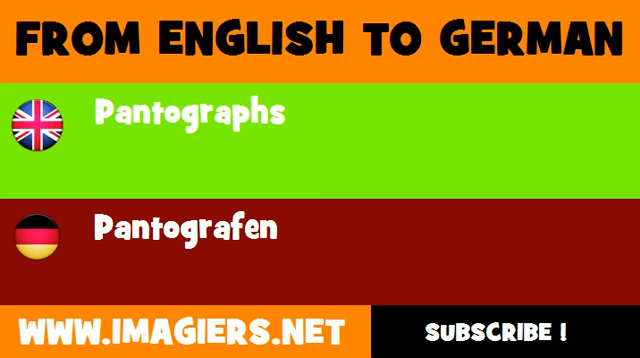 FROM ENGLISH TO GERMAN
Pantographs
Pantografen
WWW.IMAGIERS.NET
SUBSCRIBE !